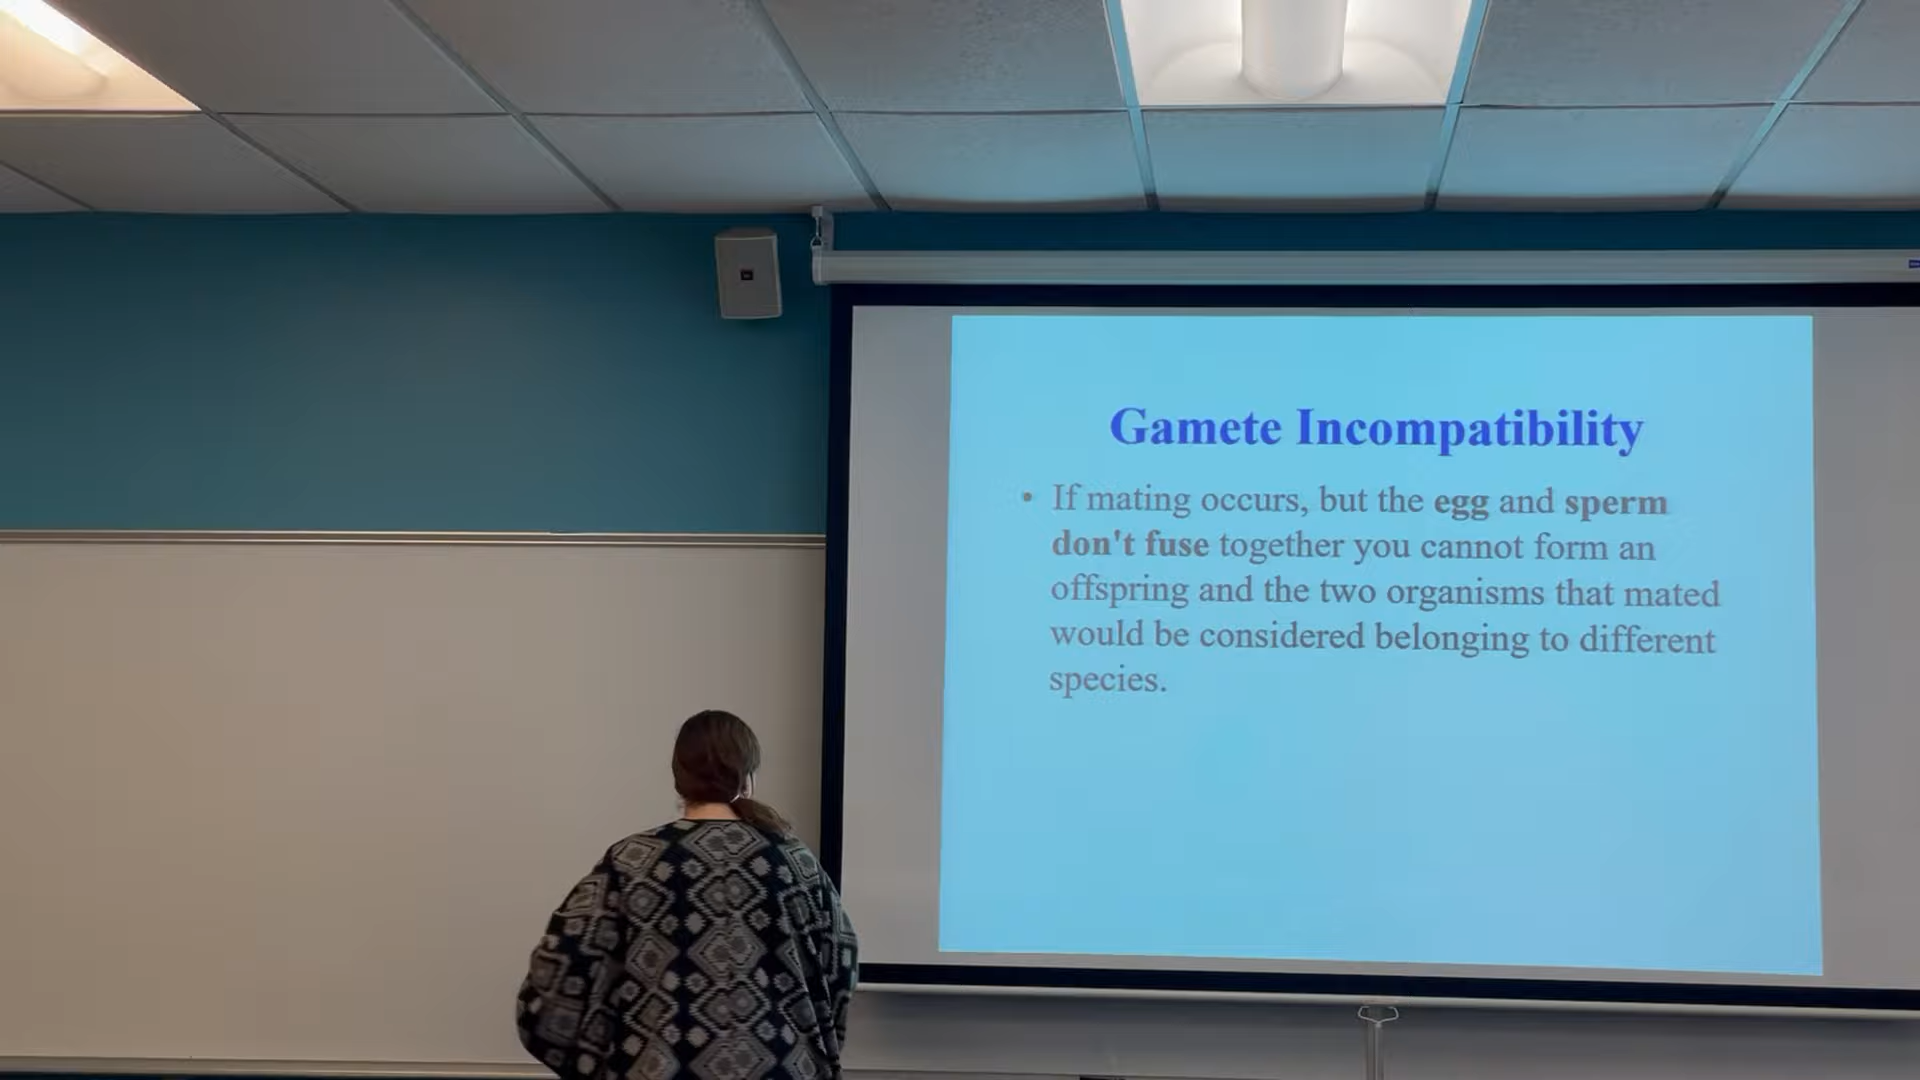 Gamete Incompatibility
• If mating occurs, but the egg and sperm
don't fuse together you cannot form an
offspring and the two organisms that mated
would be considered belonging to different
species.